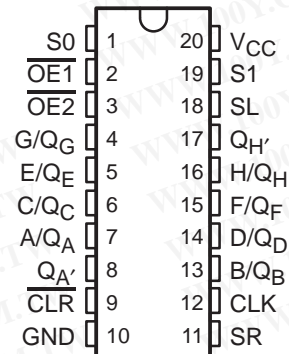 S0 1 20 VCC
OE1 2 19 S1
OE2 3 18 SL
G/QG 4 17 QH′
E/QE 5 16 H/QH
C/QC 6 15 F/QF
A/QA 7 14 D/QD
QA′ 8 13 B/QB
CLR 9 12 CLK
GND 10 11 SR